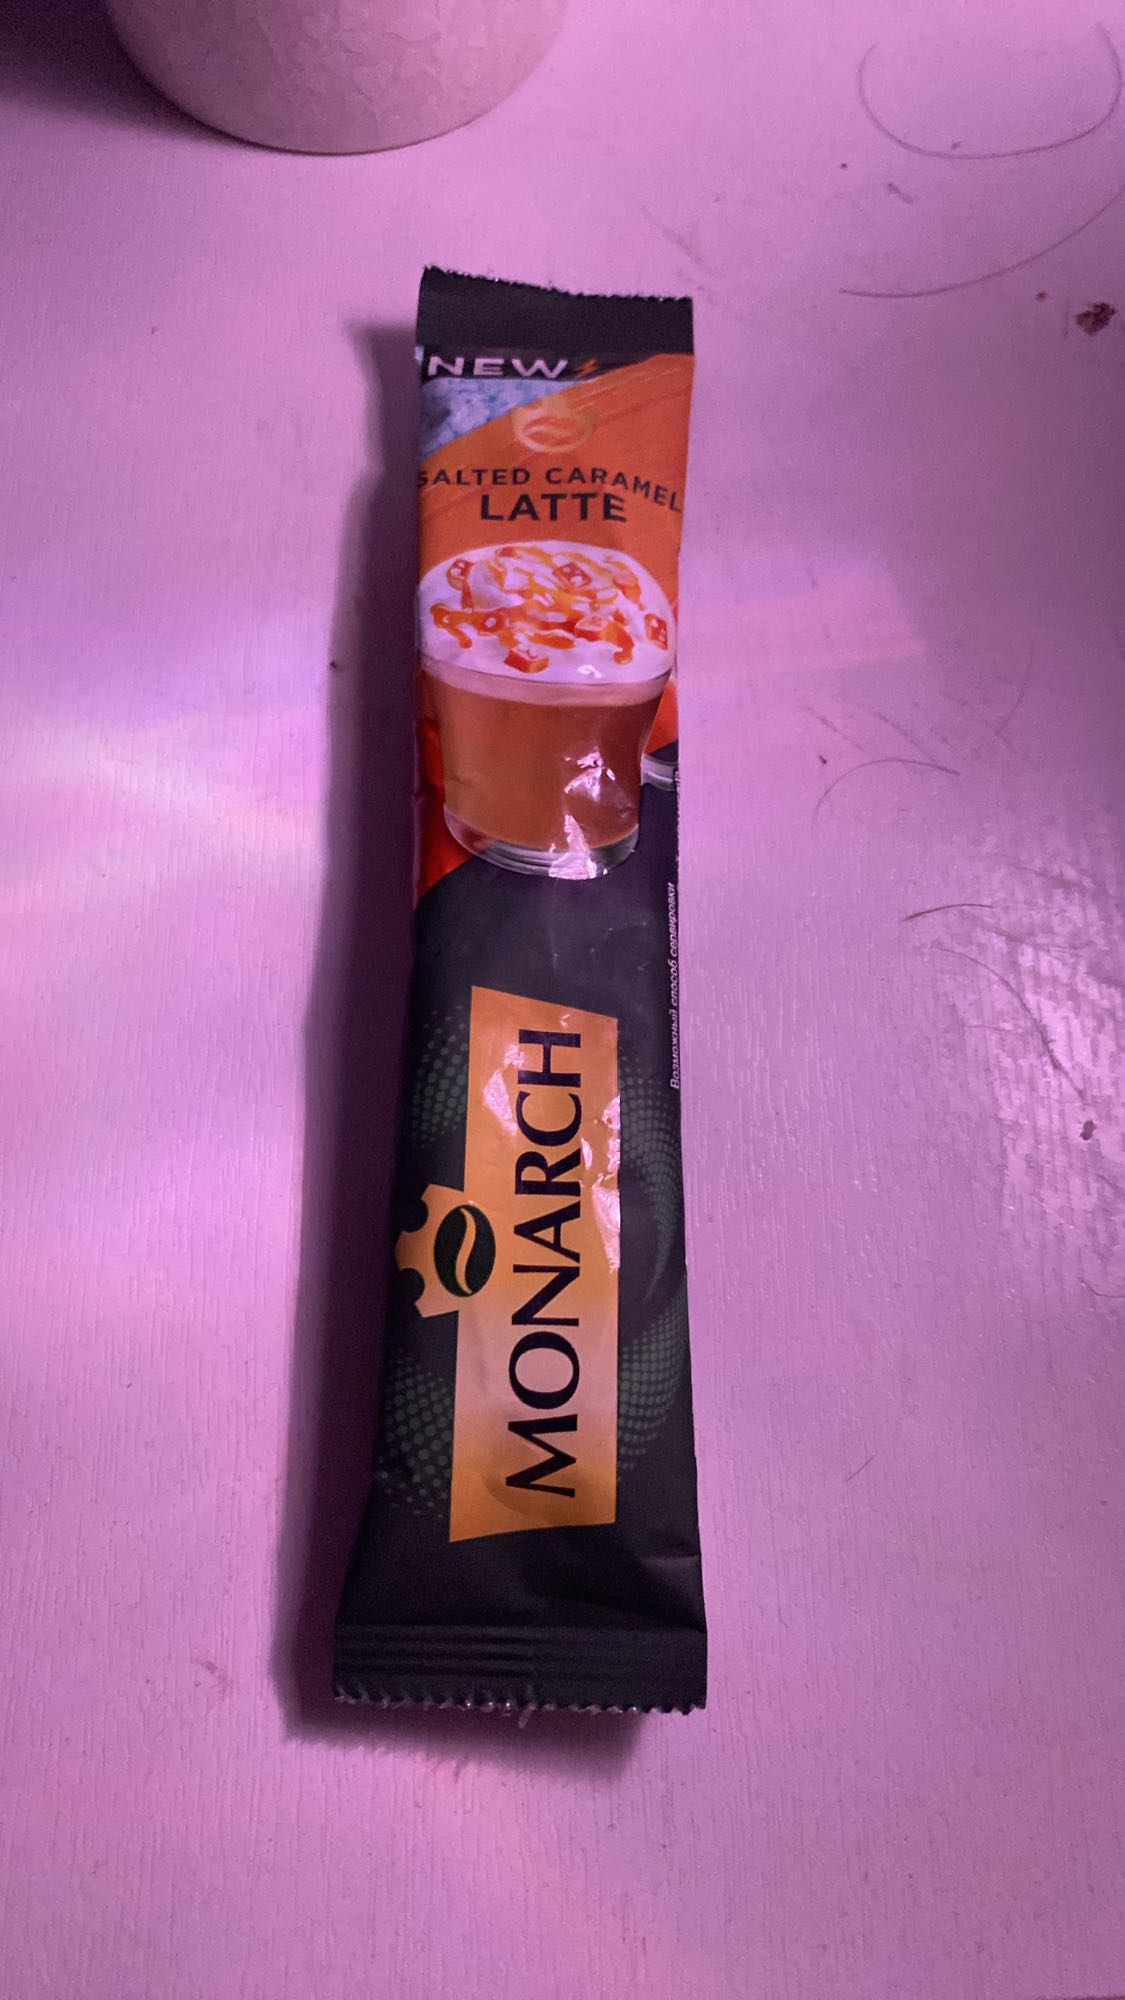 NEW
SALTED CARAMEL
LATTE
Возможный способ сервировки
MONARCH